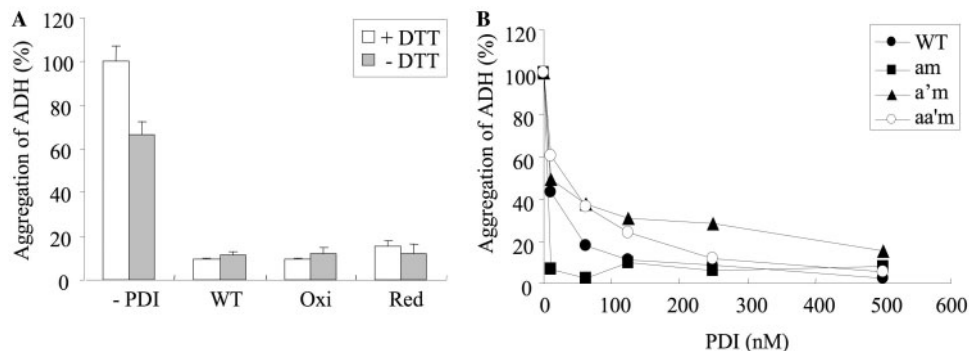 A
Aggregation of ADH (%)
120
100
80
60
40
20
0
+ DTT
- DTT
- PDI WT Oxi Red
B
Aggregation of ADH (%)
120
100
80
60
40
20
0
WT
am
a’m
aa'm
0 100 200 300 400 500 600
PDI (nM)